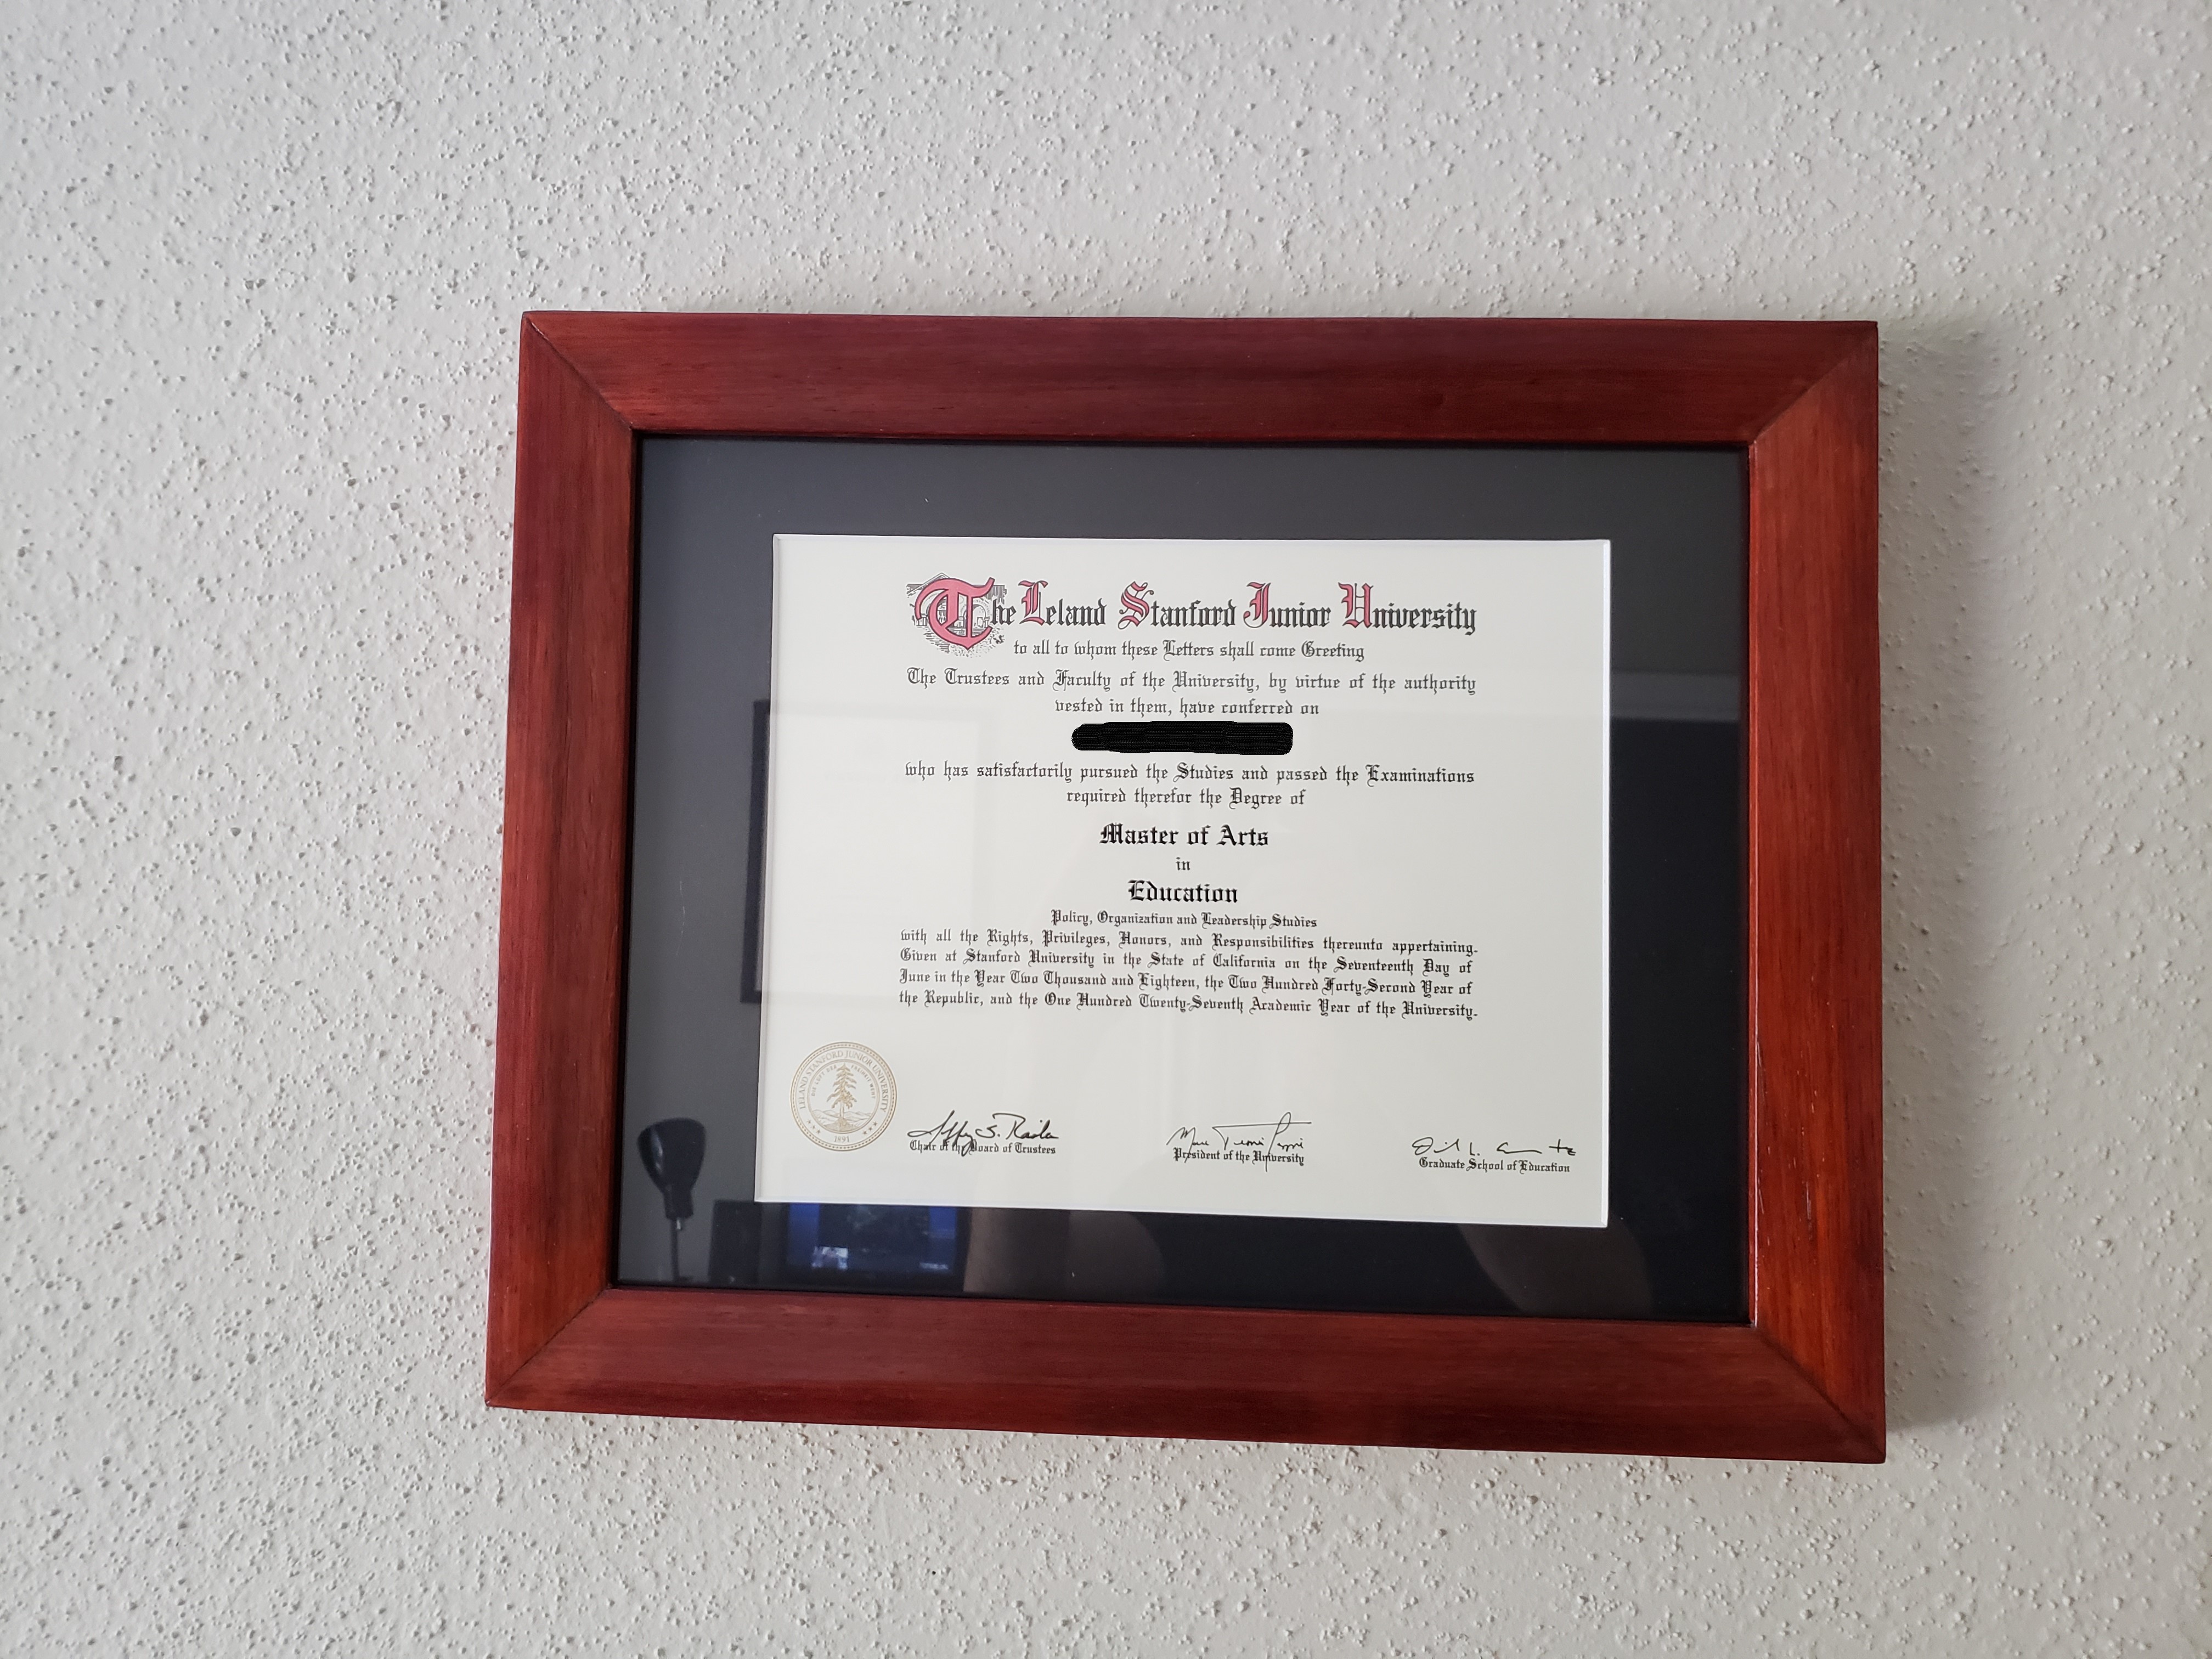 The Leland Stanford Junior University
to all to whom these Letters shall come Greeting
The Trustees and Faculty of the University, by virtue of the authority
vested in them, have conferred on
who has satisfactorily pursued the Studies and passed the Examinations
required therefor the Degree of
Master of Arts
in
Education
Policy, Organization and Leadership Studies
with all the Rights, Privileges, Honors, and Responsibilities thereunto appertaining.
Given at Stanford University in the State of California on the Seventeenth Day of
June in the Year Two Thousand and Eighteen, the Two Hundred Forty-Second Year of
the Republic, and the One Hundred Twenty-Seventh Academic Year of the University.
LELAND STANFORD JUNIOR UNIVERSITY
1891
Chair of the Board of Trustees
President of the University
Graduate School of Education